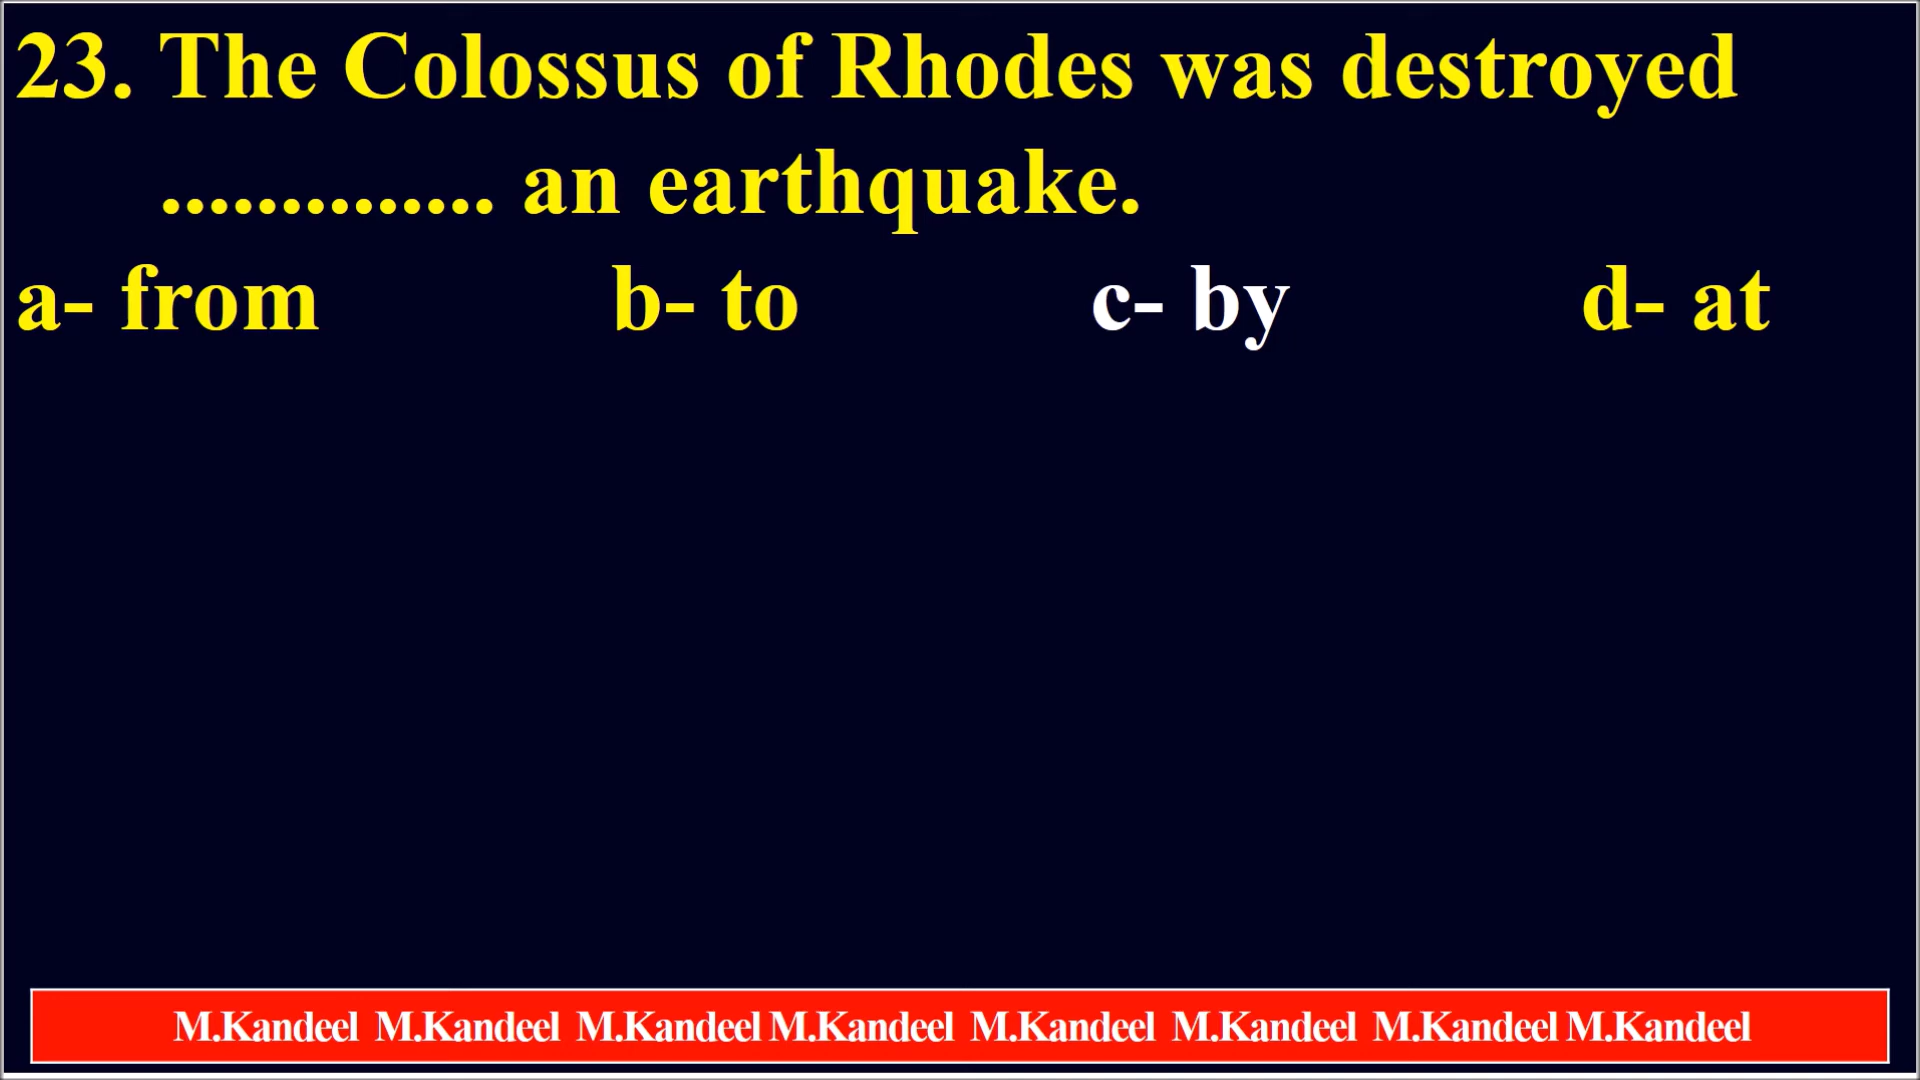 23. The Colossus of Rhodes was destroyed
.............. an earthquake.
a- from b- to c- by d- at
M.Kandeel M.Kandeel M.Kandeel M.Kandeel M.Kandeel M.Kandeel M.Kandeel M.Kandeel